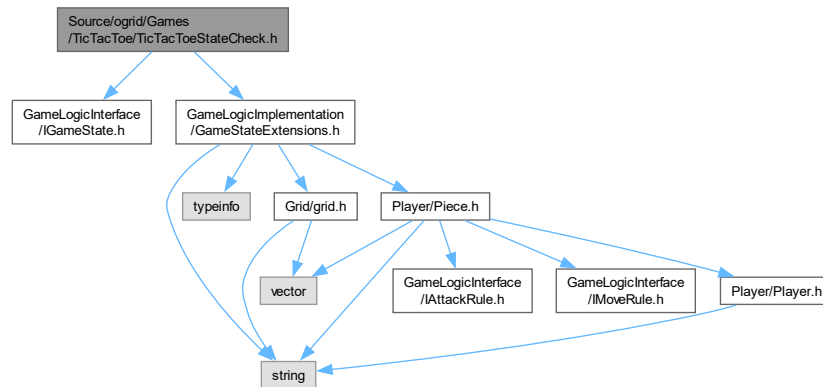 Source/ogrid/Games
/TicTacToe/TicTacToeStateCheck.h
GameLogicInterface
/IGameState.h
GameLogicImplementation
/GameStateExtensions.h
typeinfo
Grid/grid.h
Player/Piece.h
vector
GameLogicInterface
/IAttackRule.h
GameLogicInterface
/IMoveRule.h
Player/Player.h
string